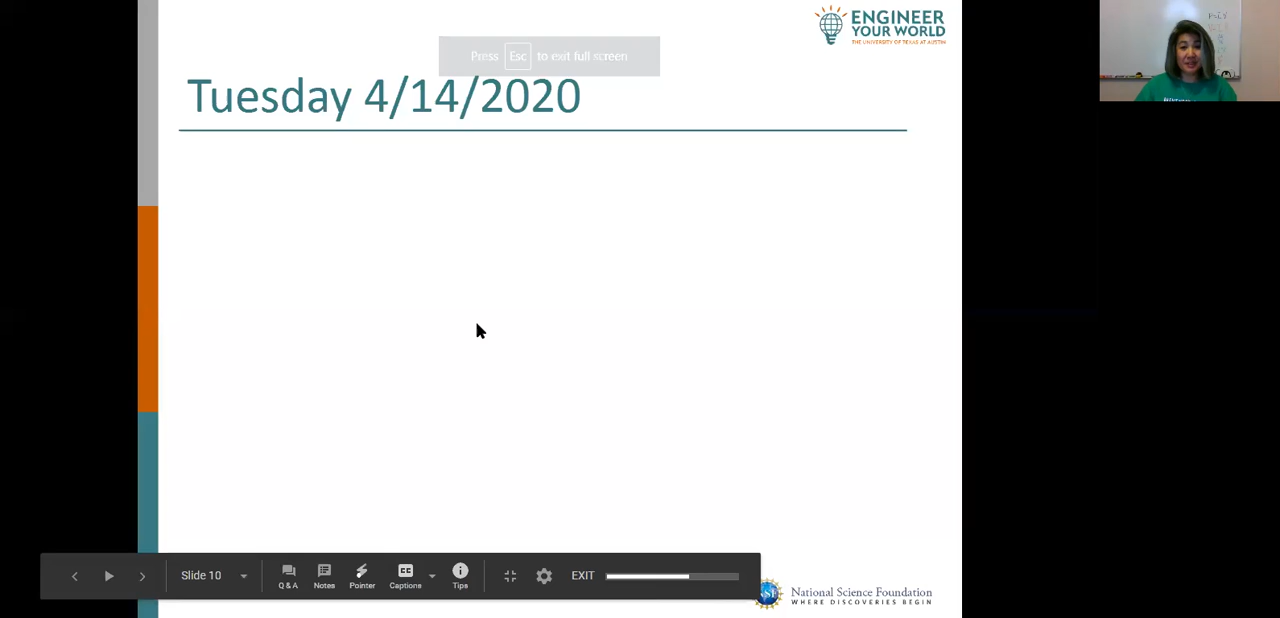 ENGINEER
YOUR WORLD
THE UNIVERSITY OF TEXAS AT AUSTIN
Press Esc to exit full screen
Tuesday 4/14/2020
Slide 10
Q & A
Notes
Pointer
Captions
CC
Tips
EXIT
National Science Foundation
WHERE DISCOVERIES BEGIN